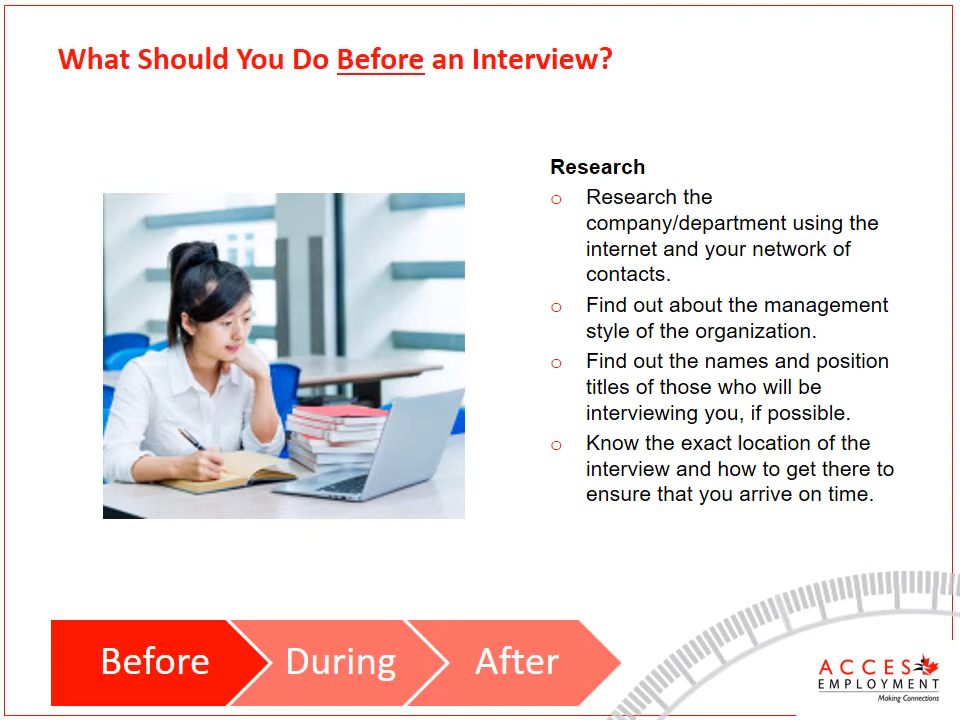 What Should You Do Before an Interview?
Research
o Research the
company/department using the
internet and your network of
contacts.
o Find out about the management
style of the organization.
o Find out the names and position
titles of those who will be
interviewing you, if possible.
o Know the exact location of the
interview and how to get there to
ensure that you arrive on time.
Before
During
After
ACCES
EMPLOYMENT
Making Connections